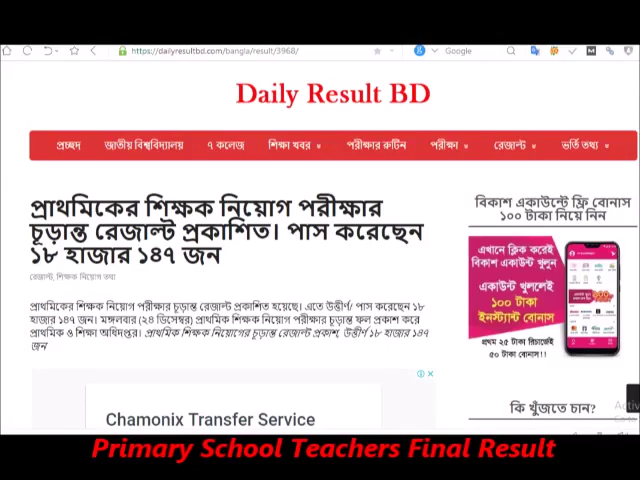 https://dailyresultbd.com/bangla/result/3968/
Google
Daily Result BD
প্রচ্ছদ জাতীয় বিশ্ববিদ্যালয় ৭ কলেজ শিক্ষা খবর পরীক্ষার রুটিন পরীক্ষা রেজাল্ট ভর্তি তথ্য
প্রাথমিকের শিক্ষক নিয়োগ পরীক্ষার
চূড়ান্ত রেজাল্ট প্রকাশিত। পাস করেছেন
১৮ হাজার ১৪৭ জন
রেজাল্ট, শিক্ষক নিয়োগ তথ্য
প্রাথমিকের শিক্ষক নিয়োগ পরীক্ষার চূড়ান্ত রেজাল্ট প্রকাশিত হয়েছে। এতে উত্তীর্ণ/ পাস করেছেন ১৮
হাজার ১৪৭ জন। মঙ্গলবার (২৪ ডিসেম্বর) প্রাথমিক শিক্ষক নিয়োগ পরীক্ষার চূড়ান্ত ফল প্রকাশ করে
প্রাথমিক ও শিক্ষা অধিদপ্তর। প্রাথমিক শিক্ষক নিয়োগের চূড়ান্ত রেজাল্ট প্রকাশ, উত্তীর্ণ ১৮ হাজার ১৪৭
জন
Chamonix Transfer Service
বিকাশ একাউন্টে ফ্রি বোনাস
১০০ টাকা নিয়ে নিন
এখানে ক্লিক করেই
বিকাশ একাউন্ট খুলুন
একাউন্ট খুললেই
১০০ টাকা
ইনস্ট্যান্ট বোনাস
প্রথম ২৫ টাকা রিচার্জেই
৫০ টাকা বোনাস!!
কি খুঁজতে চান?
Primary School Teachers Final Result